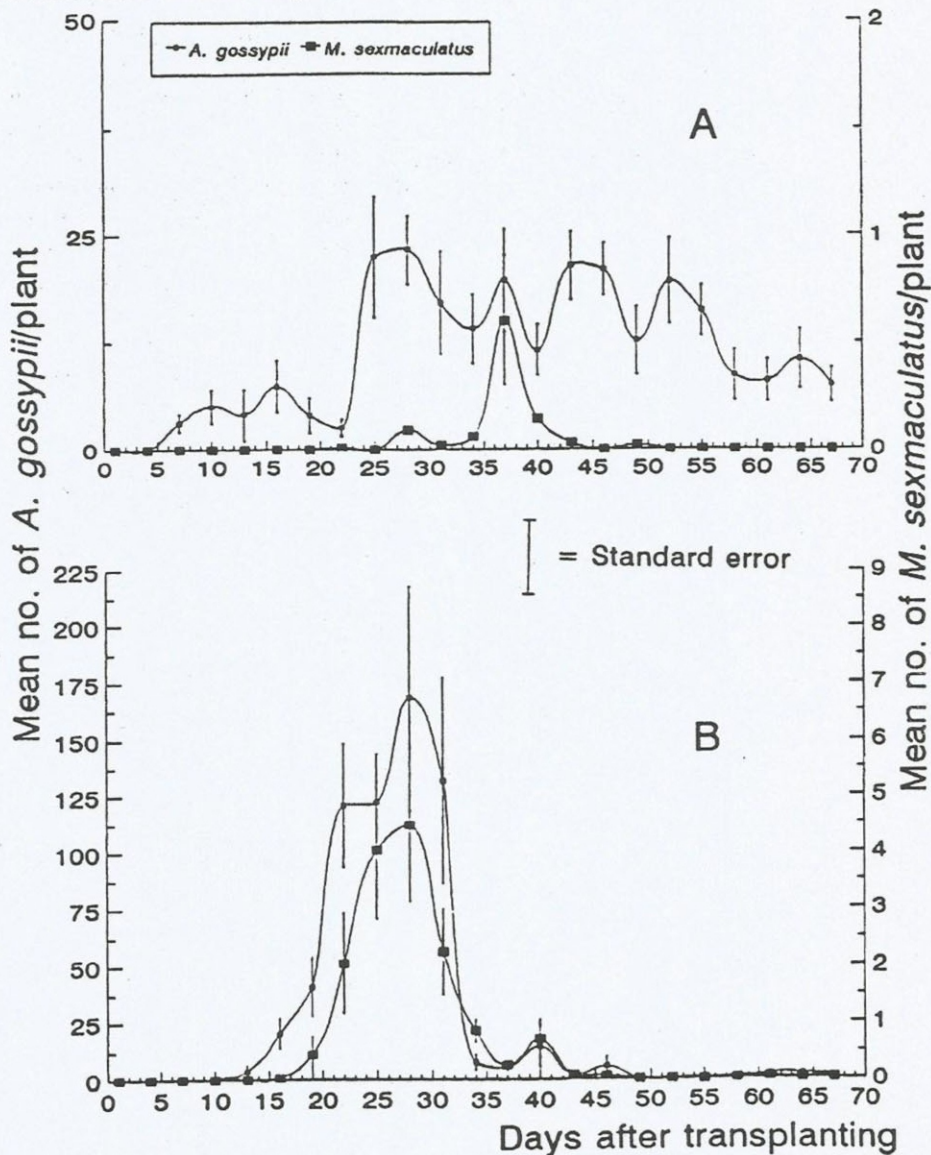 50
25
0
2
1
0
A. gossypii M. sexmaculatus
A
0 5 10 15 20 25 30 35 40 45 50 55 60 65 70
Mean no. of A. gossypii/plant
Mean no. of M. sexmaculatus/plant
= Standard error
225
200
175
150
125
100
75
50
25
0
9
8
7
6
5
4
3
2
1
0
B
0 5 10 15 20 25 30 35 40 45 50 55 60 65 70
Days after transplanting